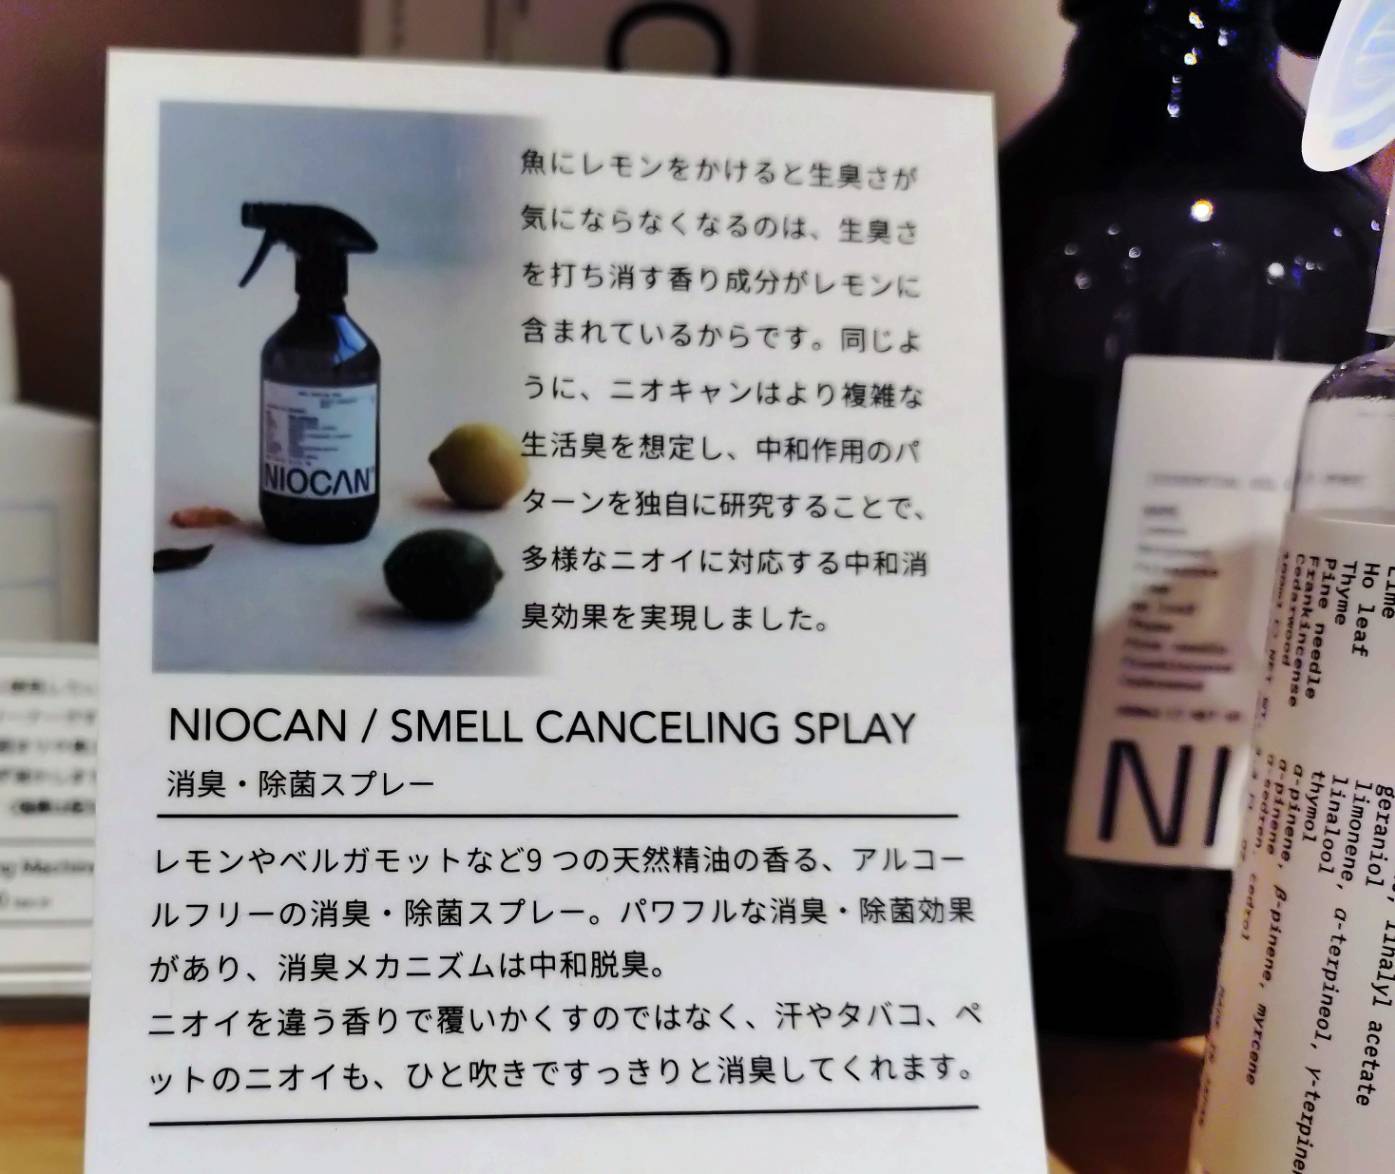 魚にレモンをかけると生臭さが
気にならなくなるのは、生臭さ
を打ち消す香り成分がレモンに
含まれているからです。同じよ
うに、ニオキャンはより複雑な
生活臭を想定し、中和作用のパ
ターンを独自に研究することで、
多様なニオイに対応する中和消
臭効果を実現しました。
NIOCAN
NIOCAN / SMELL CANCELING SPLAY
消臭・除菌スプレー
レモンやベルガモットなど9 つの天然精油の香る、アルコー
ルフリーの消臭・除菌スプレー。パワフルな消臭・除菌効果
があり、消臭メカニズムは中和脱臭。
ニオイを違う香りで覆いかくすのではなく、汗やタバコ、ペ
ットのニオイも、ひと吹きですっきりと消臭してくれます。
NI
Lime
Ho leaf
Thyme
Pine needle
Frankincense
Cedarwood
geraniol, linalyl acetate
limonene,
linalool, α-terpineol, γ-terpine
thymol
α-pinene, β-pinene, myrcene
α-pinene
α-cedrene, cedrol